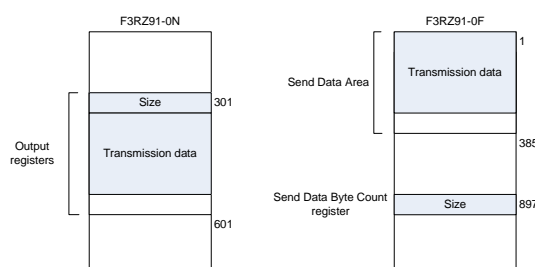 F3RZ91-0N
Size
301
Output
registers
Transmission data
601
F3RZ91-0F
1
Send Data Area
Transmission data
385
Send Data Byte Count
register
Size
897